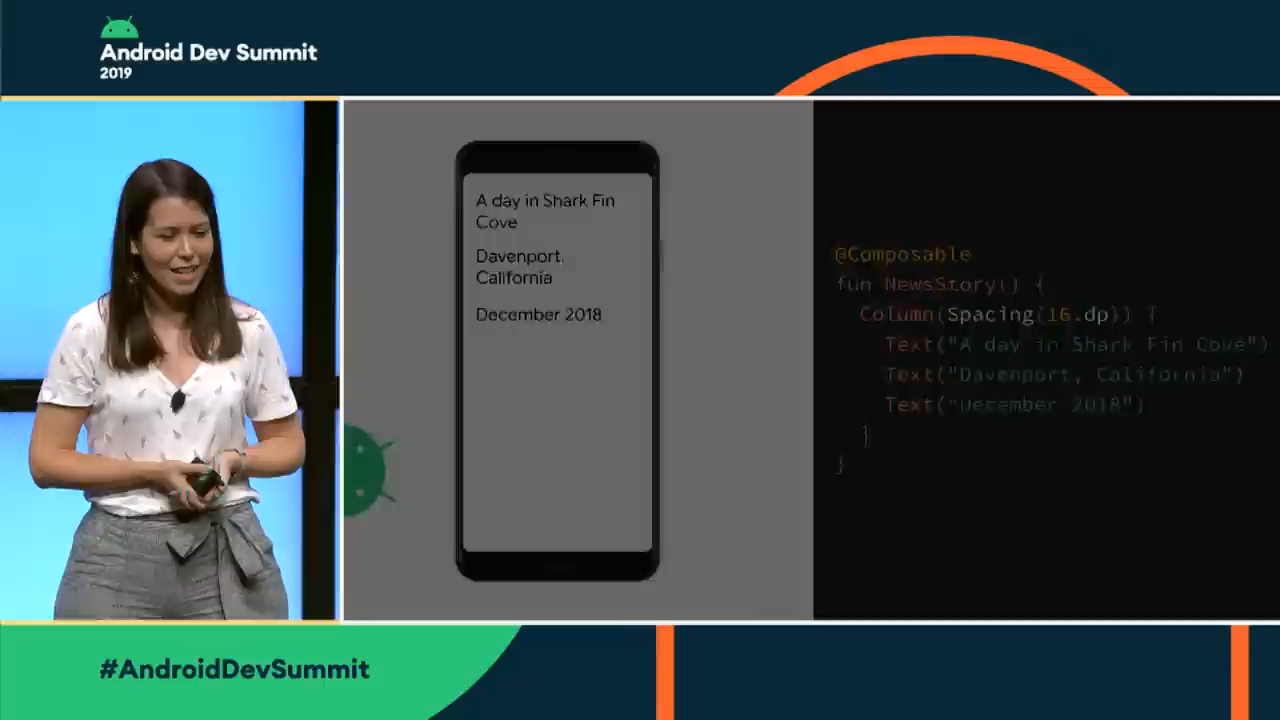 Android Dev Summit
2019
A day in Shark Fin
Cove
Davenport,
California
December 2018
@Composable
fun NewsStory() {
Column(Spacing(16.dp)) {
Text("A day in Shark Fin Cove")
Text("Davenport, California")
Text("December 2018")
}
}
#AndroidDevSummit